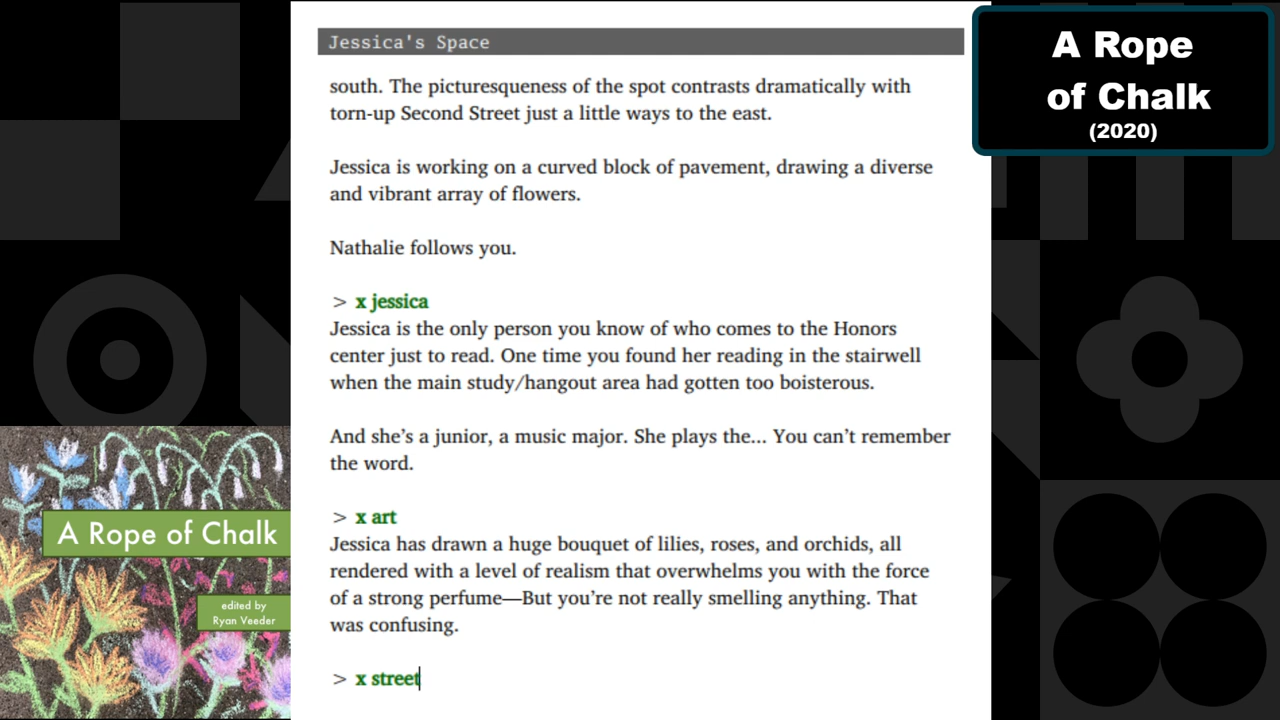 Jessica's Space
south. The picturesqueness of the spot contrasts dramatically with
torn-up Second Street just a little ways to the east.
Jessica is working on a curved block of pavement, drawing a diverse
and vibrant array of flowers.
Nathalie follows you.
> x jessica
Jessica is the only person you know of who comes to the Honors
center just to read. One time you found her reading in the stairwell
when the main study/hangout area had gotten too boisterous.
And she’s a junior, a music major. She plays the... You can’t remember
the word.
> x art
Jessica has drawn a huge bouquet of lilies, roses, and orchids, all
rendered with a level of realism that overwhelms you with the force
of a strong perfume—But you’re not really smelling anything. That
was confusing.
> x street
A Rope
of Chalk
(2020)
A Rope of Chalk
edited by
Ryan Veeder